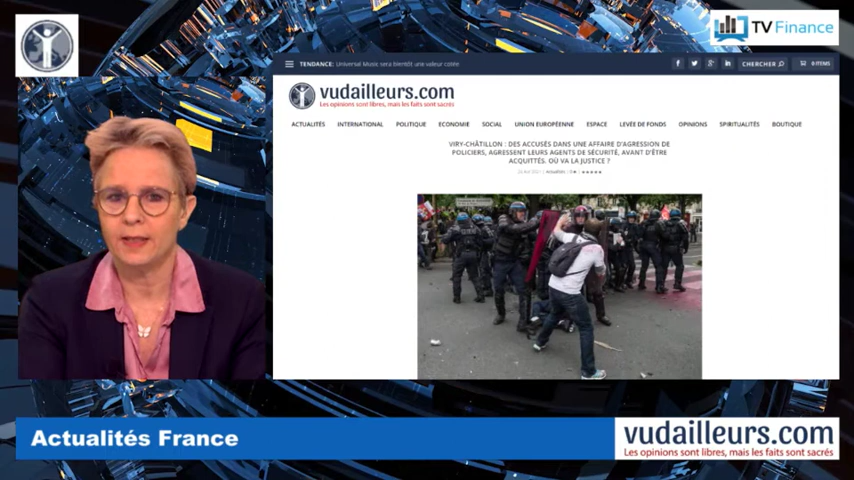 TV Finance
TENDANCE: Universal Music sera bientôt une valeur cotée
CHERCHER
0 ITEMS
vudailleurs.com
Les opinions sont libres, mais les faits sont sacrés
ACTUALITÉS INTERNATIONAL POLITIQUE ECONOMIE SOCIAL UNION EUROPÉENNE ESPACE LEVÉE DE FONDS OPINIONS SPIRITUALITÉS BOUTIQUE
VIRY-CHÂTILLON : DES ACCUSÉS DANS UNE AFFAIRE D'AGRESSION DE
POLICIERS, AGRESSENT LEURS AGENTS DE SÉCURITÉ, AVANT D'ÊTRE
ACQUITTÉS. OÙ VA LA JUSTICE ?
Actualités
Actualités France
vudailleurs.com
Les opinions sont libres, mais les faits sont sacrés